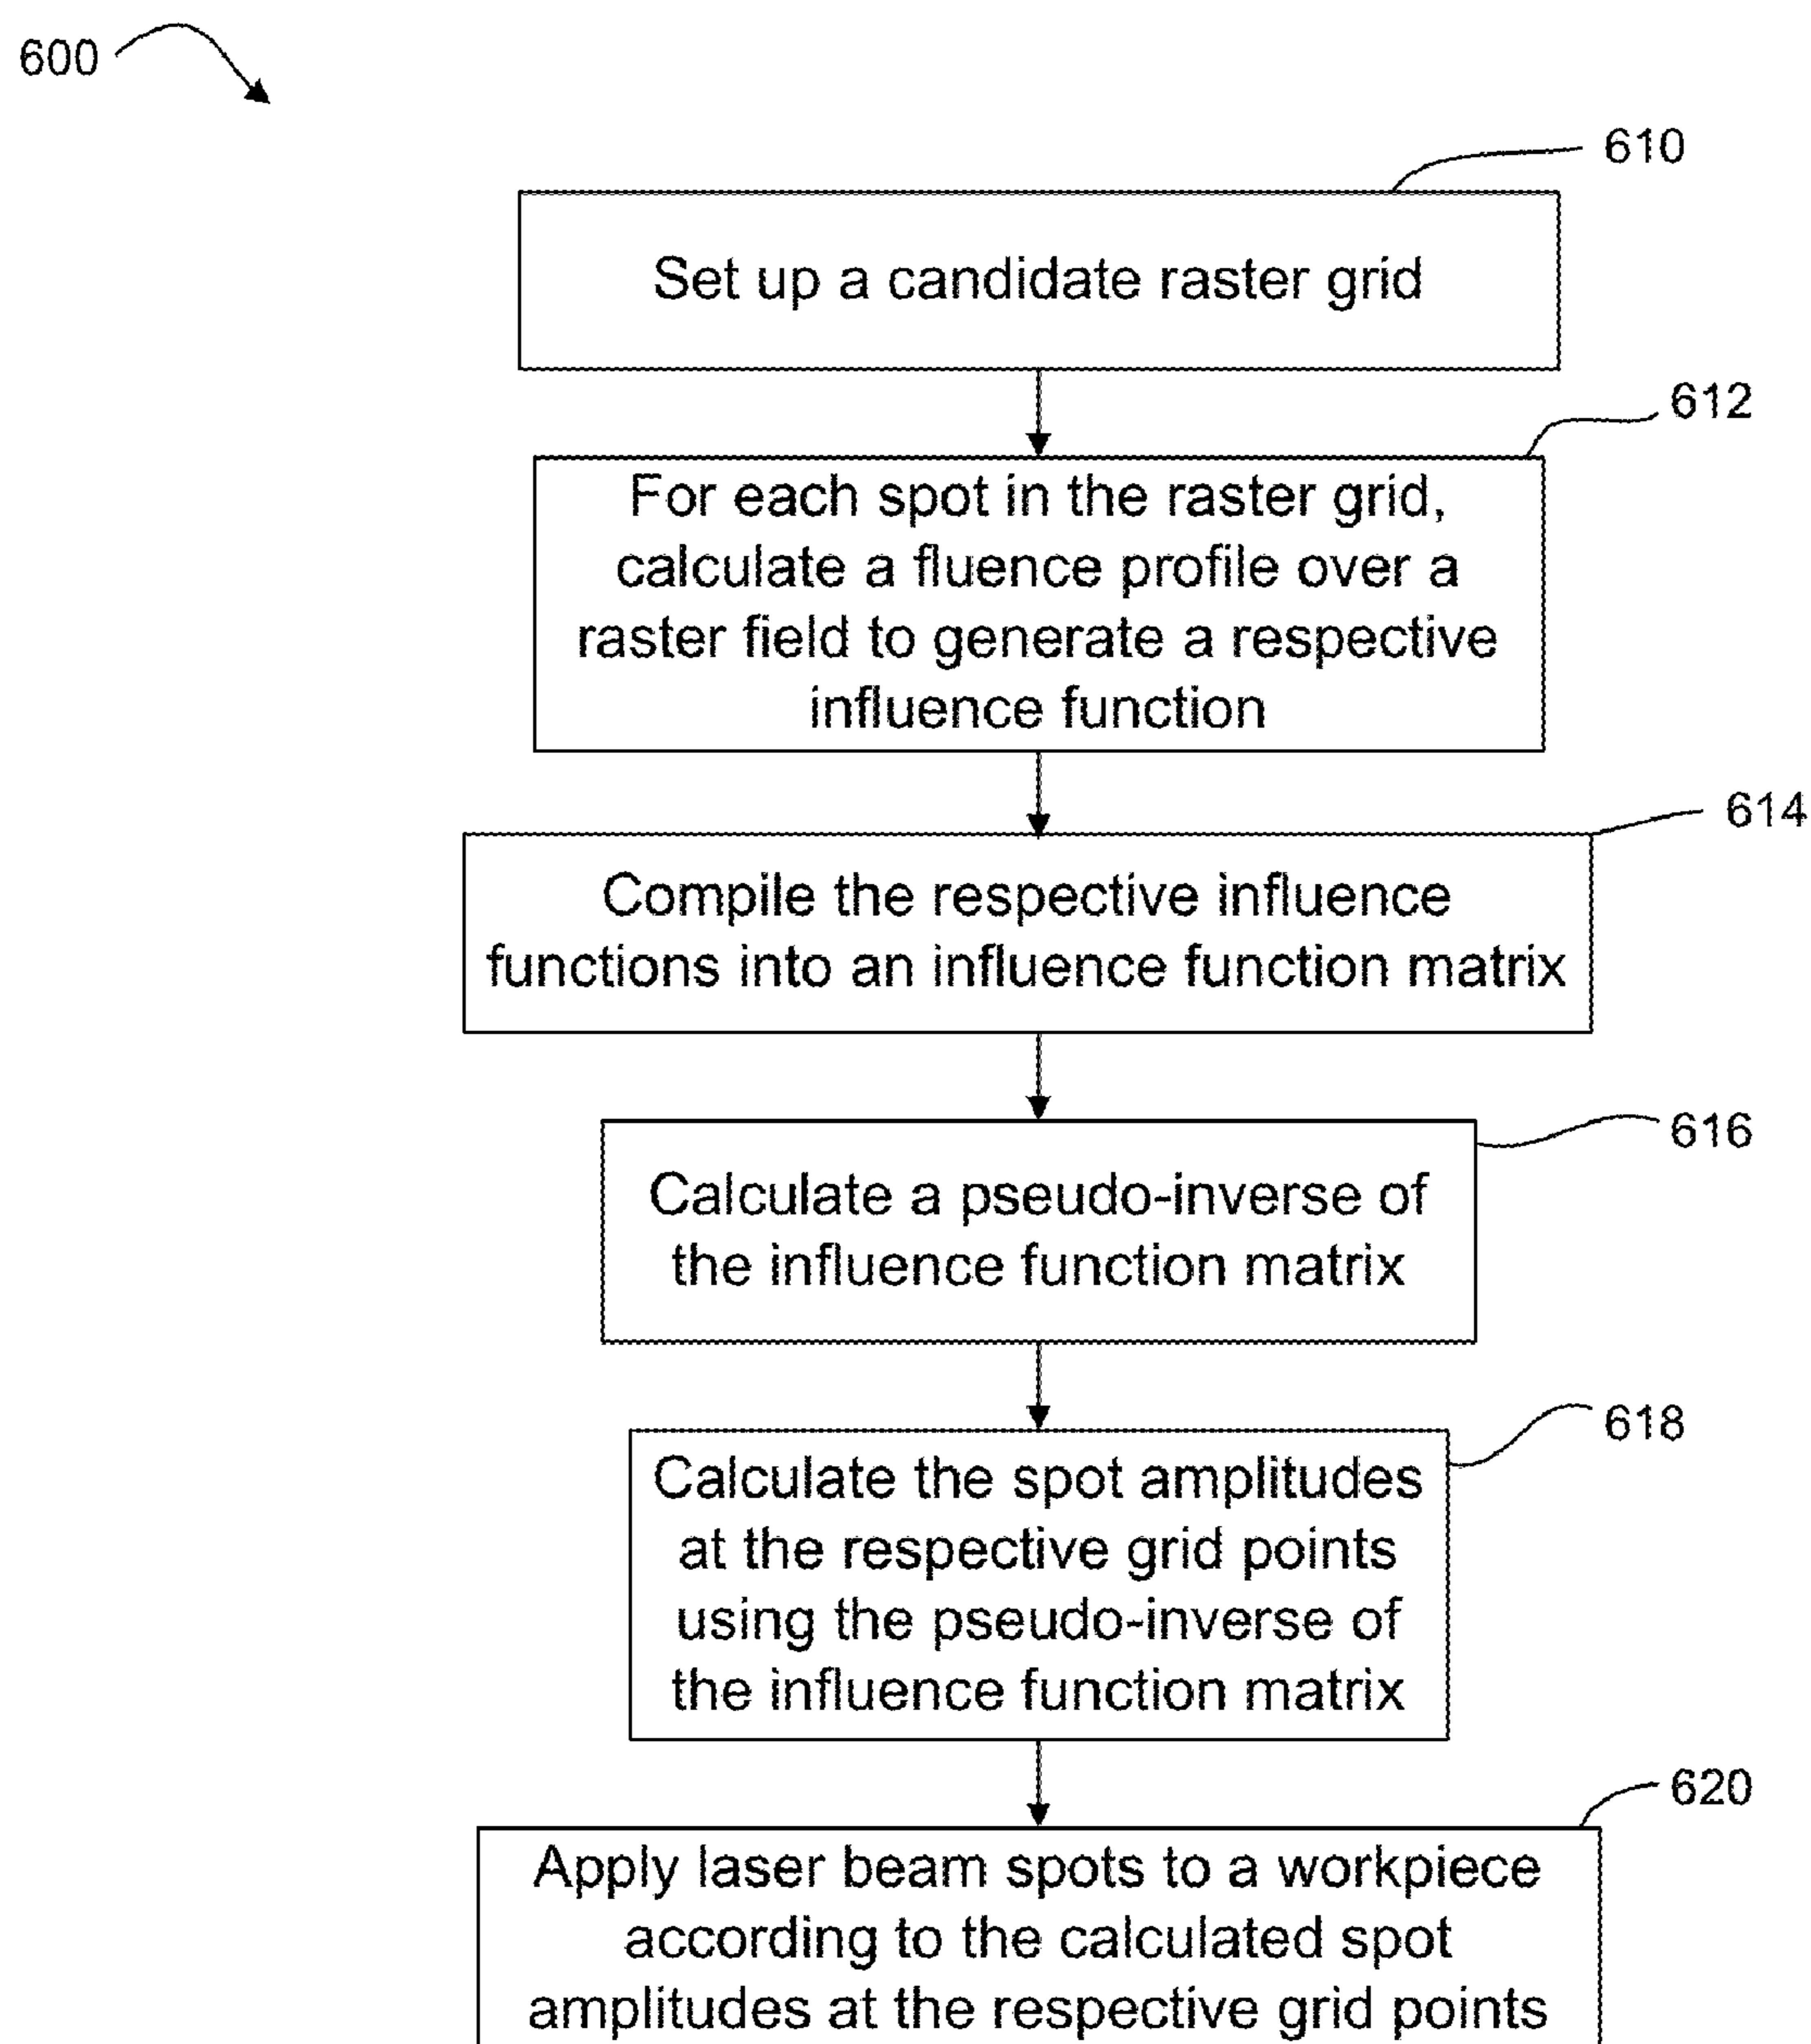 600
610
Set up a candidate raster grid
612
For each spot in the raster grid,
calculate a fluence profile over a
raster field to generate a respective
influence function
614
Compile the respective influence
functions into an influence function matrix
616
Calculate a pseudo-inverse of
the influence function matrix
618
Calculate the spot amplitudes
at the respective grid points
using the pseudo-inverse of
the influence function matrix
620
Apply laser beam spots to a workpiece
according to the calculated spot
amplitudes at the respective grid points